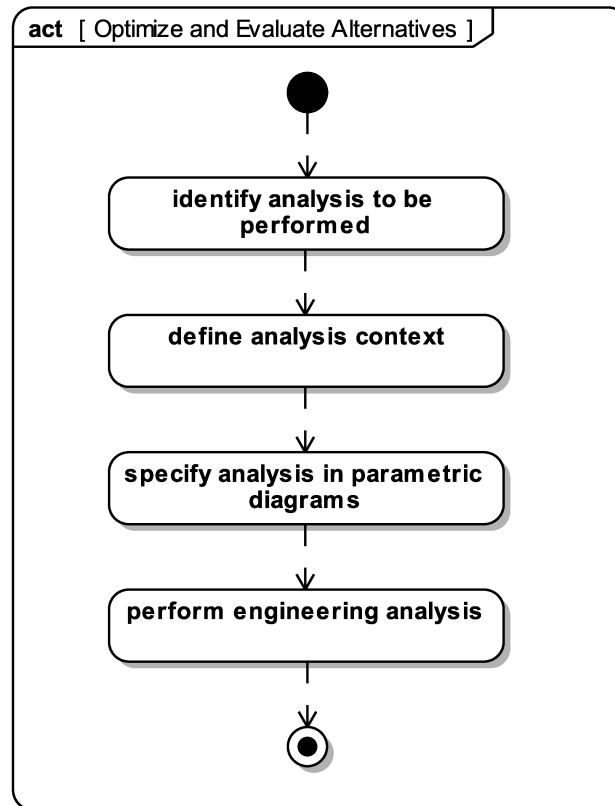 act [ Optimize and Evaluate Alternatives ]
identify analysis to be
performed
define analysis context
specify analysis in parametric
diagrams
perform engineering analysis